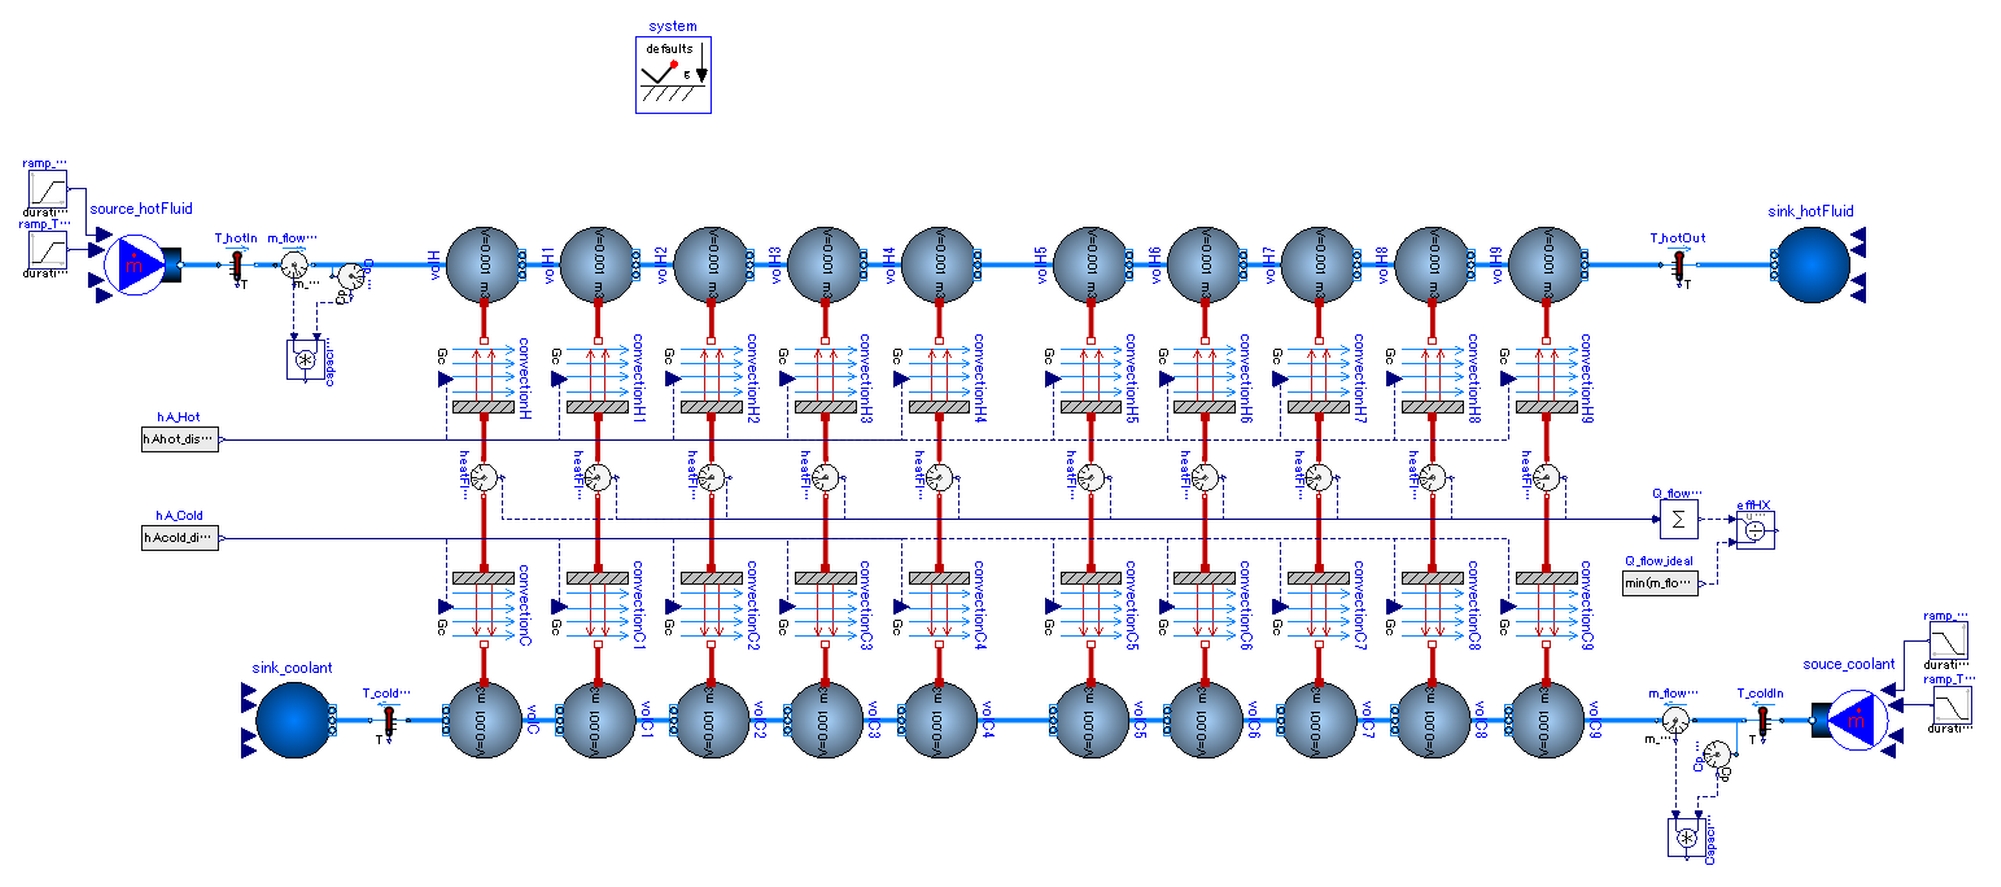 system
defaults
g
ramp_...
durati...
ramp_T...
durati...
source_hotFluid
ṁ
T_hotIn
T
m_flow...
m_...
Cp...
Cp
Capaci...
volH
V=0.001 m3
volH1
V=0.001 m3
volH2
V=0.001 m3
volH3
V=0.001 m3
volH4
V=0.001 m3
volH5
V=0.001 m3
volH6
V=0.001 m3
volH7
V=0.001 m3
volH8
V=0.001 m3
volH9
V=0.001 m3
T_hotOut
T
sink_hotFluid
Gc
convectionH
Gc
convectionH1
Gc
convectionH2
Gc
convectionH3
Gc
convectionH4
Gc
convectionH5
Gc
convectionH6
Gc
convectionH7
Gc
convectionH8
Gc
convectionH9
hA_Hot
hAhot_dis...
heatFl...
heatFl...
heatFl...
heatFl...
heatFl...
heatFl...
heatFl...
heatFl...
heatFl...
heatFl...
Q_flow...
Σ
effHX
u...
÷
hA_Cold
hAcold_di...
Q_flow_ideal
min(m_flo...
Gc
convectionC
Gc
convectionC1
Gc
convectionC2
Gc
convectionC3
Gc
convectionC4
Gc
convectionC5
Gc
convectionC6
Gc
convectionC7
Gc
convectionC8
Gc
convectionC9
ramp_...
durati...
ramp_T...
durati...
souce_coolant
ṁ
sink_coolant
T_cold...
T
V=0.001 m3
volC
V=0.001 m3
volC1
V=0.001 m3
volC2
V=0.001 m3
volC3
V=0.001 m3
volC4
V=0.001 m3
volC5
V=0.001 m3
volC6
V=0.001 m3
volC7
V=0.001 m3
volC8
V=0.001 m3
volC9
m_flow...
m_...
T_coldIn
T
Cp...
Cp
Capaci...